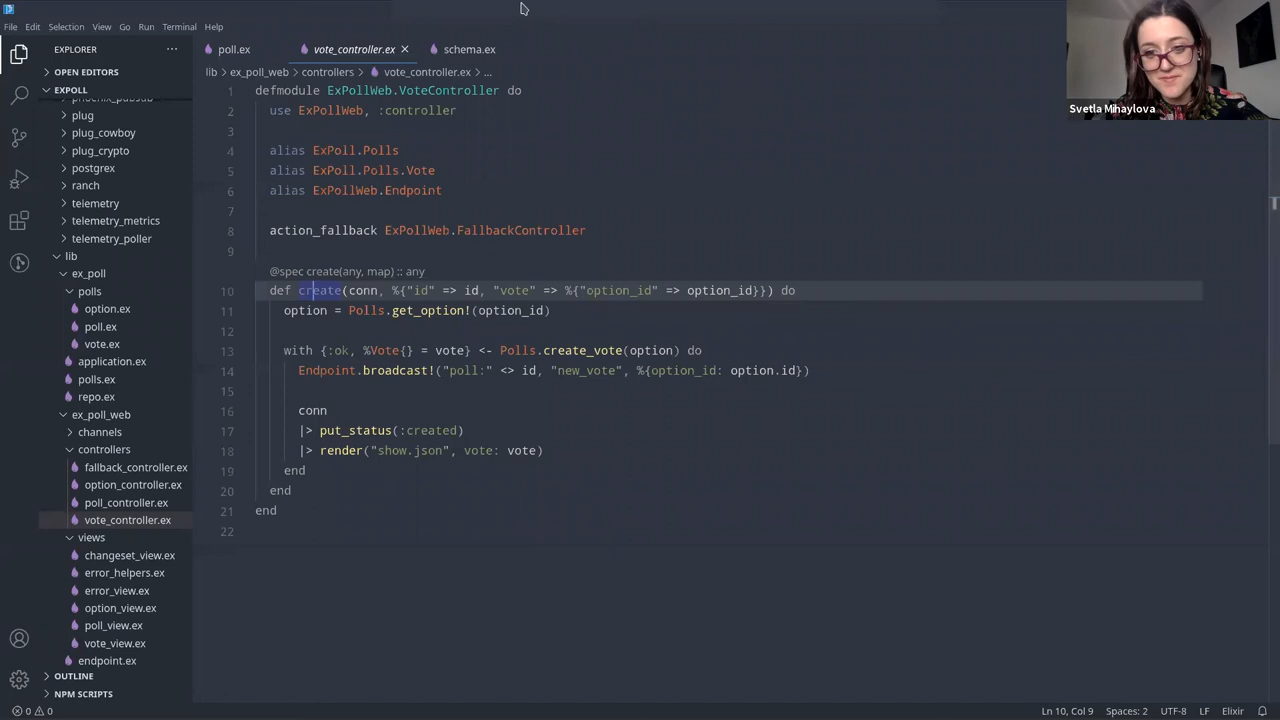 File Edit Selection View Go Run Terminal Help
EXPLORER
OPEN EDITORS
EXPOLL
phoenix_pubsub
plug
plug_cowboy
plug_crypto
postgrex
ranch
telemetry
telemetry_metrics
telemetry_poller
lib
ex_poll
polls
option.ex
poll.ex
vote.ex
application.ex
polls.ex
repo.ex
ex_poll_web
channels
controllers
fallback_controller.ex
option_controller.ex
poll_controller.ex
vote_controller.ex
views
changeset_view.ex
error_helpers.ex
error_view.ex
option_view.ex
poll_view.ex
vote_view.ex
endpoint.ex
OUTLINE
NPM SCRIPTS
poll.ex vote_controller.ex schema.ex
lib > ex_poll_web > controllers > vote_controller.ex > ...
1 defmodule ExPollWeb.VoteController do
2 use ExPollWeb, :controller
3
4 alias ExPoll.Polls
5 alias ExPoll.Polls.Vote
6 alias ExPollWeb.Endpoint
7
8 action_fallback ExPollWeb.FallbackController
9
@spec create(any, map) :: any
10 def create(conn, %{"id" => id, "vote" => %{"option_id" => option_id}}) do
11 option = Polls.get_option!(option_id)
12
13 with {:ok, %Vote{} = vote} <- Polls.create_vote(option) do
14 Endpoint.broadcast!("poll:" <> id, "new_vote", %{option_id: option.id})
15
16 conn
17 |> put_status(:created)
18 |> render("show.json", vote: vote)
19 end
20 end
21 end
22
Svetla Mihaylova
0 0 Ln 10, Col 9 Spaces: 2 UTF-8 LF Elixir